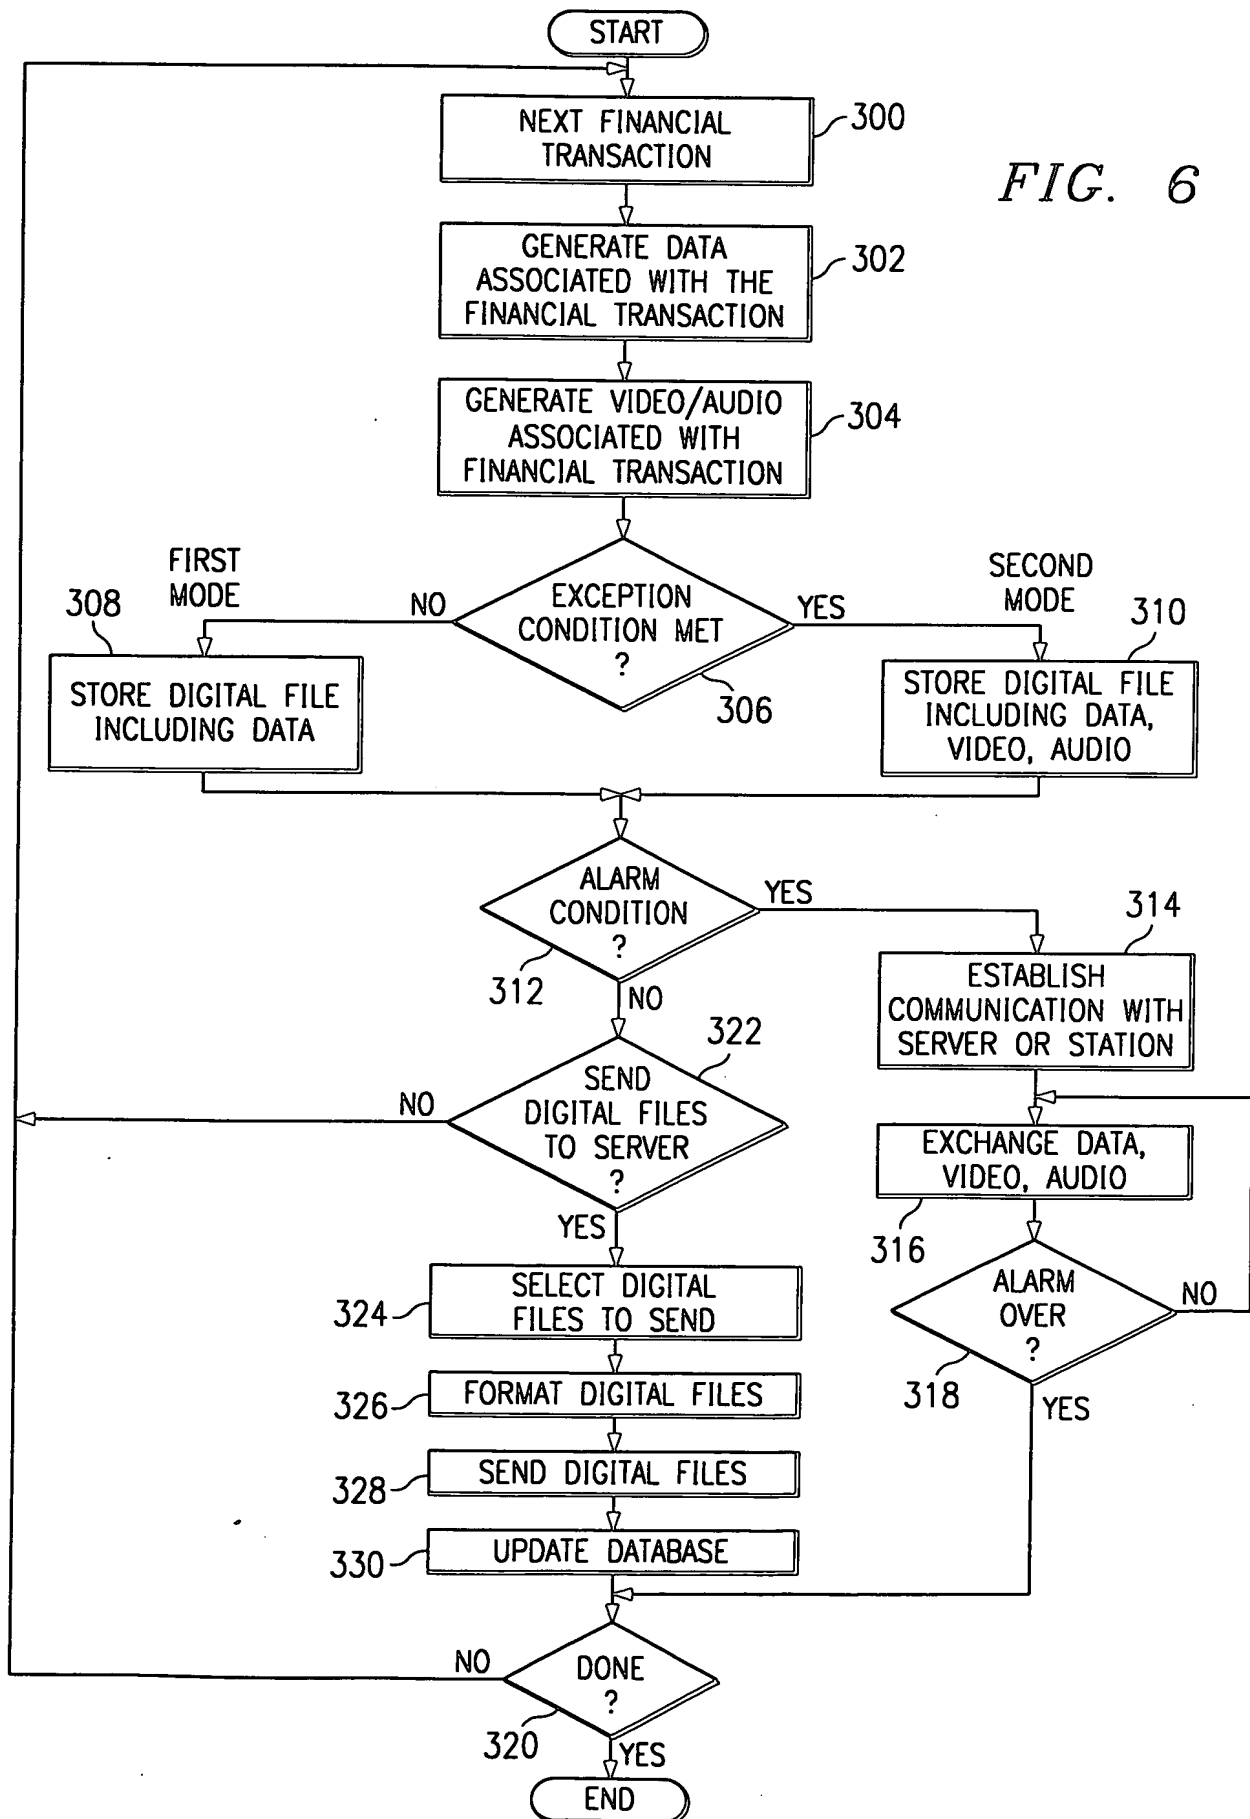 START
NEXT FINANCIAL
TRANSACTION
300
FIG. 6
GENERATE DATA
ASSOCIATED WITH THE
FINANCIAL TRANSACTION
302
GENERATE VIDEO/AUDIO
ASSOCIATED WITH
FINANCIAL TRANSACTION
304
FIRST
MODE
NO
EXCEPTION
CONDITION MET
?
306
YES
SECOND
MODE
308
STORE DIGITAL FILE
INCLUDING DATA
310
STORE DIGITAL FILE
INCLUDING DATA,
VIDEO, AUDIO
ALARM
CONDITION
?
312
YES
NO
314
ESTABLISH
COMMUNICATION WITH
SERVER OR STATION
322
SEND
DIGITAL FILES
TO SERVER
?
NO
YES
EXCHANGE DATA,
VIDEO, AUDIO
316
ALARM
OVER
?
NO
318
YES
SELECT DIGITAL
FILES TO SEND
324
FORMAT DIGITAL FILES
326
SEND DIGITAL FILES
328
UPDATE DATABASE
330
NO
DONE
?
320
YES
END